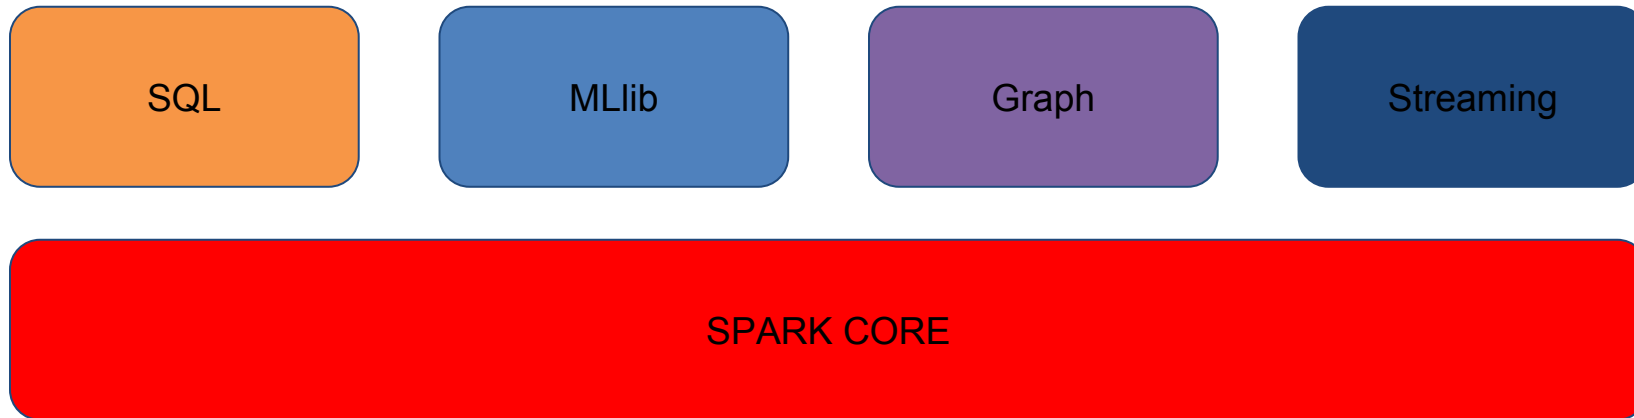 SQL
MLlib
Graph
Streaming
SPARK CORE